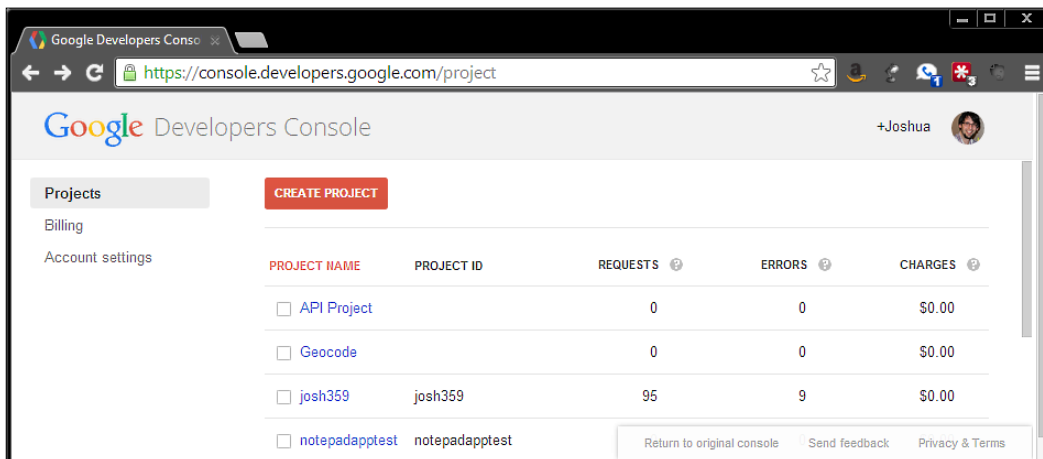 Google Developers Conso
https://console.developers.google.com/project
1
3
Google Developers Console
+Joshua
Projects
Billing
Account settings
CREATE PROJECT
PROJECT NAME PROJECT ID REQUESTS ? ERRORS ? CHARGES ?
API Project 0 0 $0.00
Geocode 0 0 $0.00
josh359 josh359 95 9 $0.00
notepadapptest notepadapptest
Return to original console Send feedback Privacy & Terms